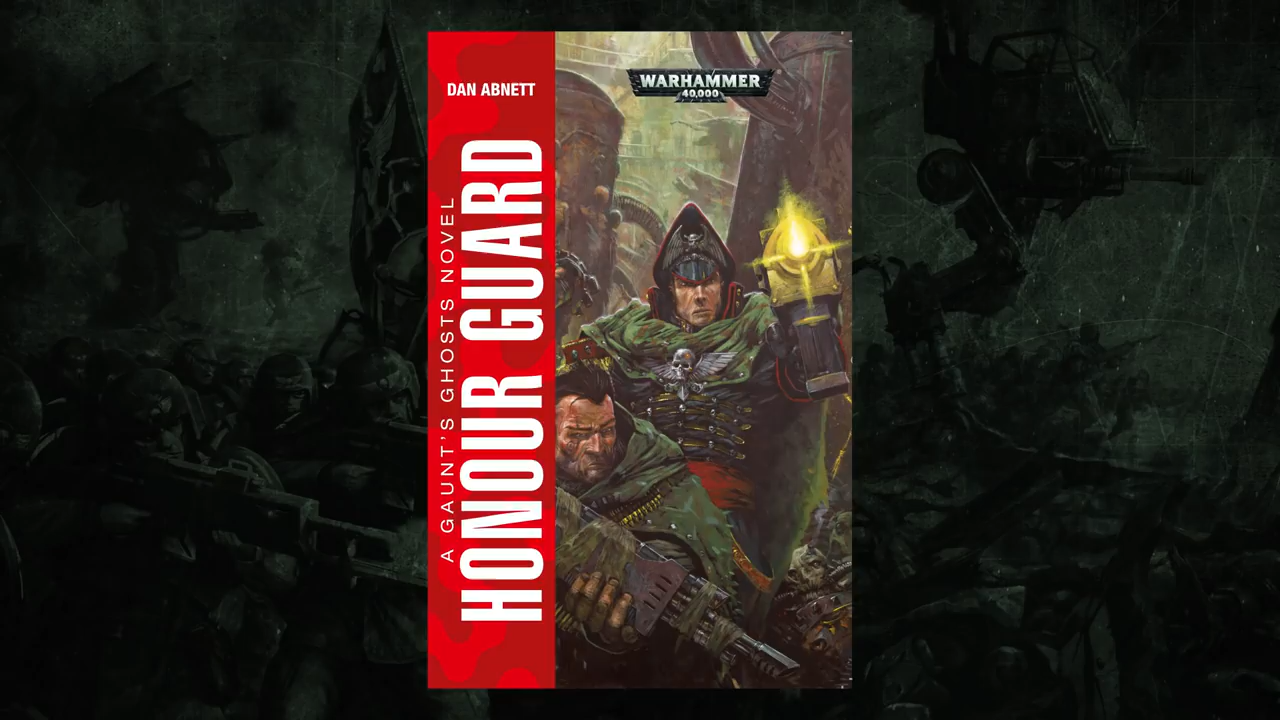 DAN ABNETT
A GAUNT'S GHOSTS NOVEL
HONOUR GUARD
WARHAMMER
40,000